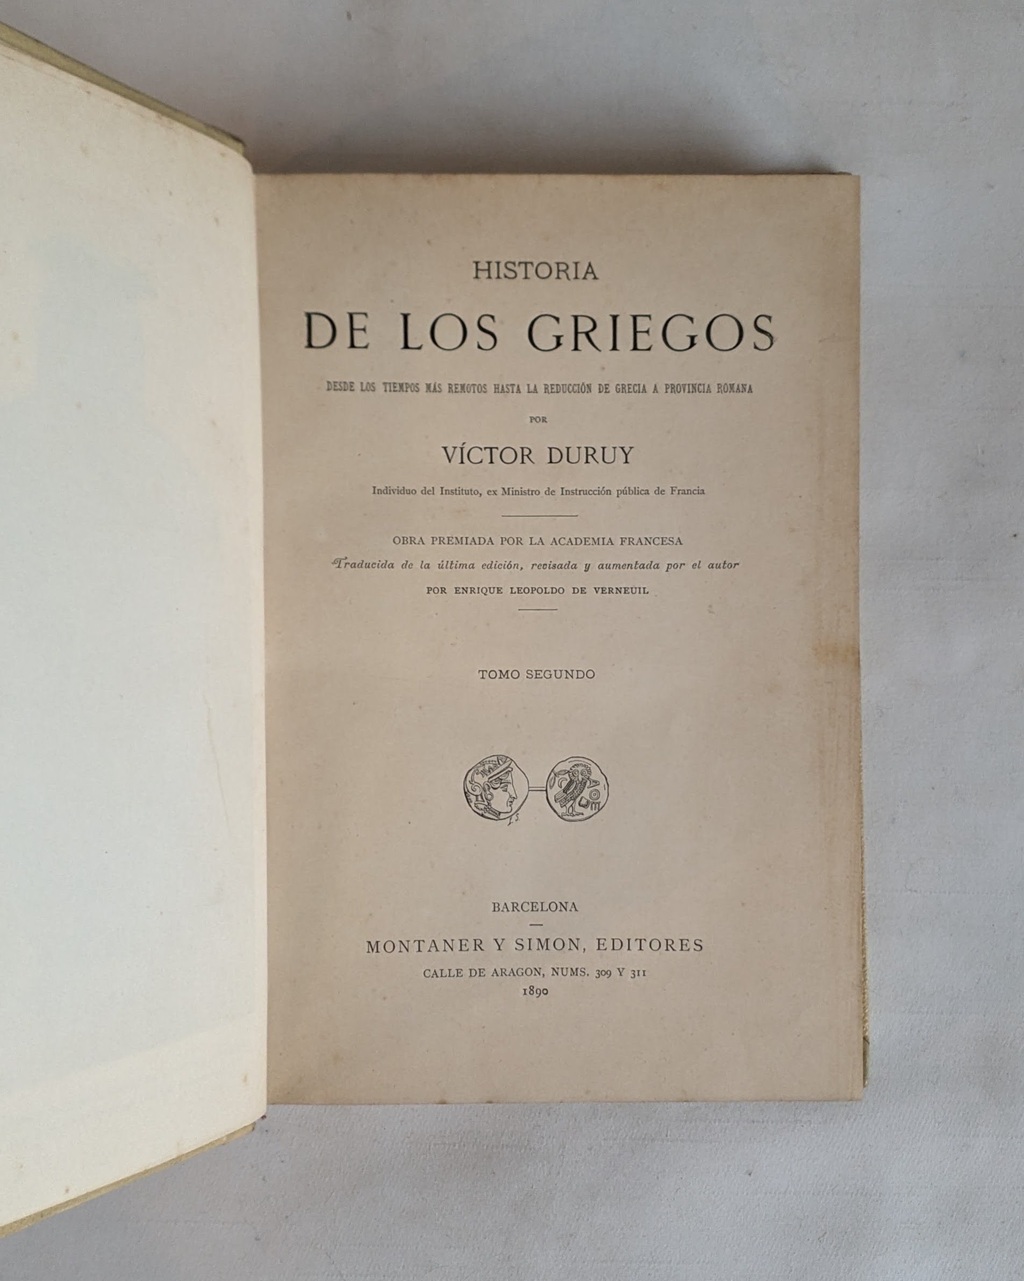 HISTORIA
DE LOS GRIEGOS
DESDE LOS TIEMPOS MÁS REMOTOS HASTA LA REDUCCIÓN DE GRECIA A PROVINCIA ROMANA
POR
VÍCTOR DURUY
Individuo del Instituto, ex Ministro de Instrucción pública de Francia
OBRA PREMIADA POR LA ACADEMIA FRANCESA
Traducida de la última edición, revisada y aumentada por el autor
POR ENRIQUE LEOPOLDO DE VERNEUIL
TOMO SEGUNDO
ΑΘΕ
BARCELONA
MONTANER Y SIMON, EDITORES
CALLE DE ARAGON, NUMS. 309 Y 311
1890